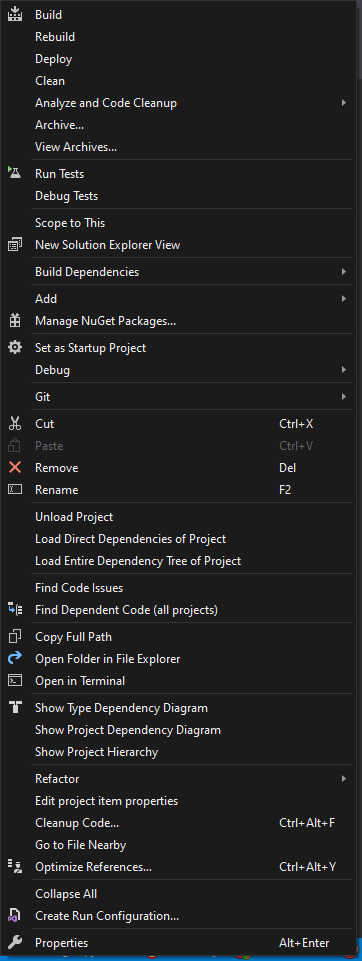 Build
Rebuild
Deploy
Clean
Analyze and Code Cleanup
Archive...
View Archives...
Run Tests
Debug Tests
Scope to This
New Solution Explorer View
Build Dependencies
Add
Manage NuGet Packages...
Set as Startup Project
Debug
Git
Cut Ctrl+X
Paste Ctrl+V
Remove Del
Rename F2
Unload Project
Load Direct Dependencies of Project
Load Entire Dependency Tree of Project
Find Code Issues
Find Dependent Code (all projects)
Copy Full Path
Open Folder in File Explorer
Open in Terminal
Show Type Dependency Diagram
Show Project Dependency Diagram
Show Project Hierarchy
Refactor
Edit project item properties
Cleanup Code... Ctrl+Alt+F
Go to File Nearby
Optimize References... Ctrl+Alt+Y
Collapse All
Create Run Configuration...
Properties Alt+Enter